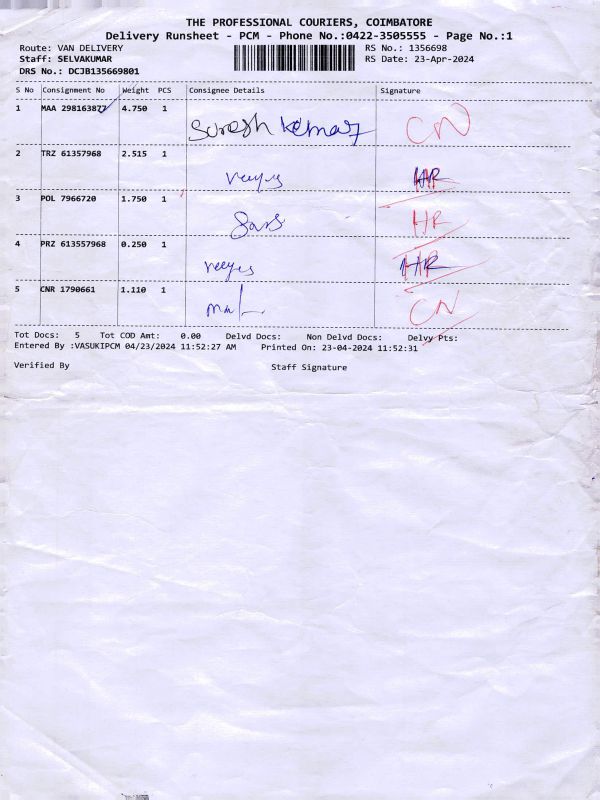 THE PROFESSIONAL COURIERS, COIMBATORE
Delivery Runsheet - PCM - Phone No.:0422-3505555 - Page No.:1
Route: VAN DELIVERY RS No.: 1356698
Staff: SELVAKUMAR RS Date: 23-Apr-2024
DRS No.: DCJB135669801
S No Consignment No Weight PCS Consignee Details Signature
1 MAA 298163877 4.750 1
Suresh Kumar CN
2 TRZ 61357968 2.515 1
HR
3 POL 7966720 1.750 1
HR
4 PRZ 613557968 0.250 1
HR
5 CNR 1790661 1.110 1
CN
Tot Docs: 5 Tot COD Amt: 0.00 Delvd Docs: Non Delvd Docs: Delvy Pts:
Entered By :VASUKIPCM 04/23/2024 11:52:27 AM Printed On: 23-04-2024 11:52:31
Verified By Staff Signature